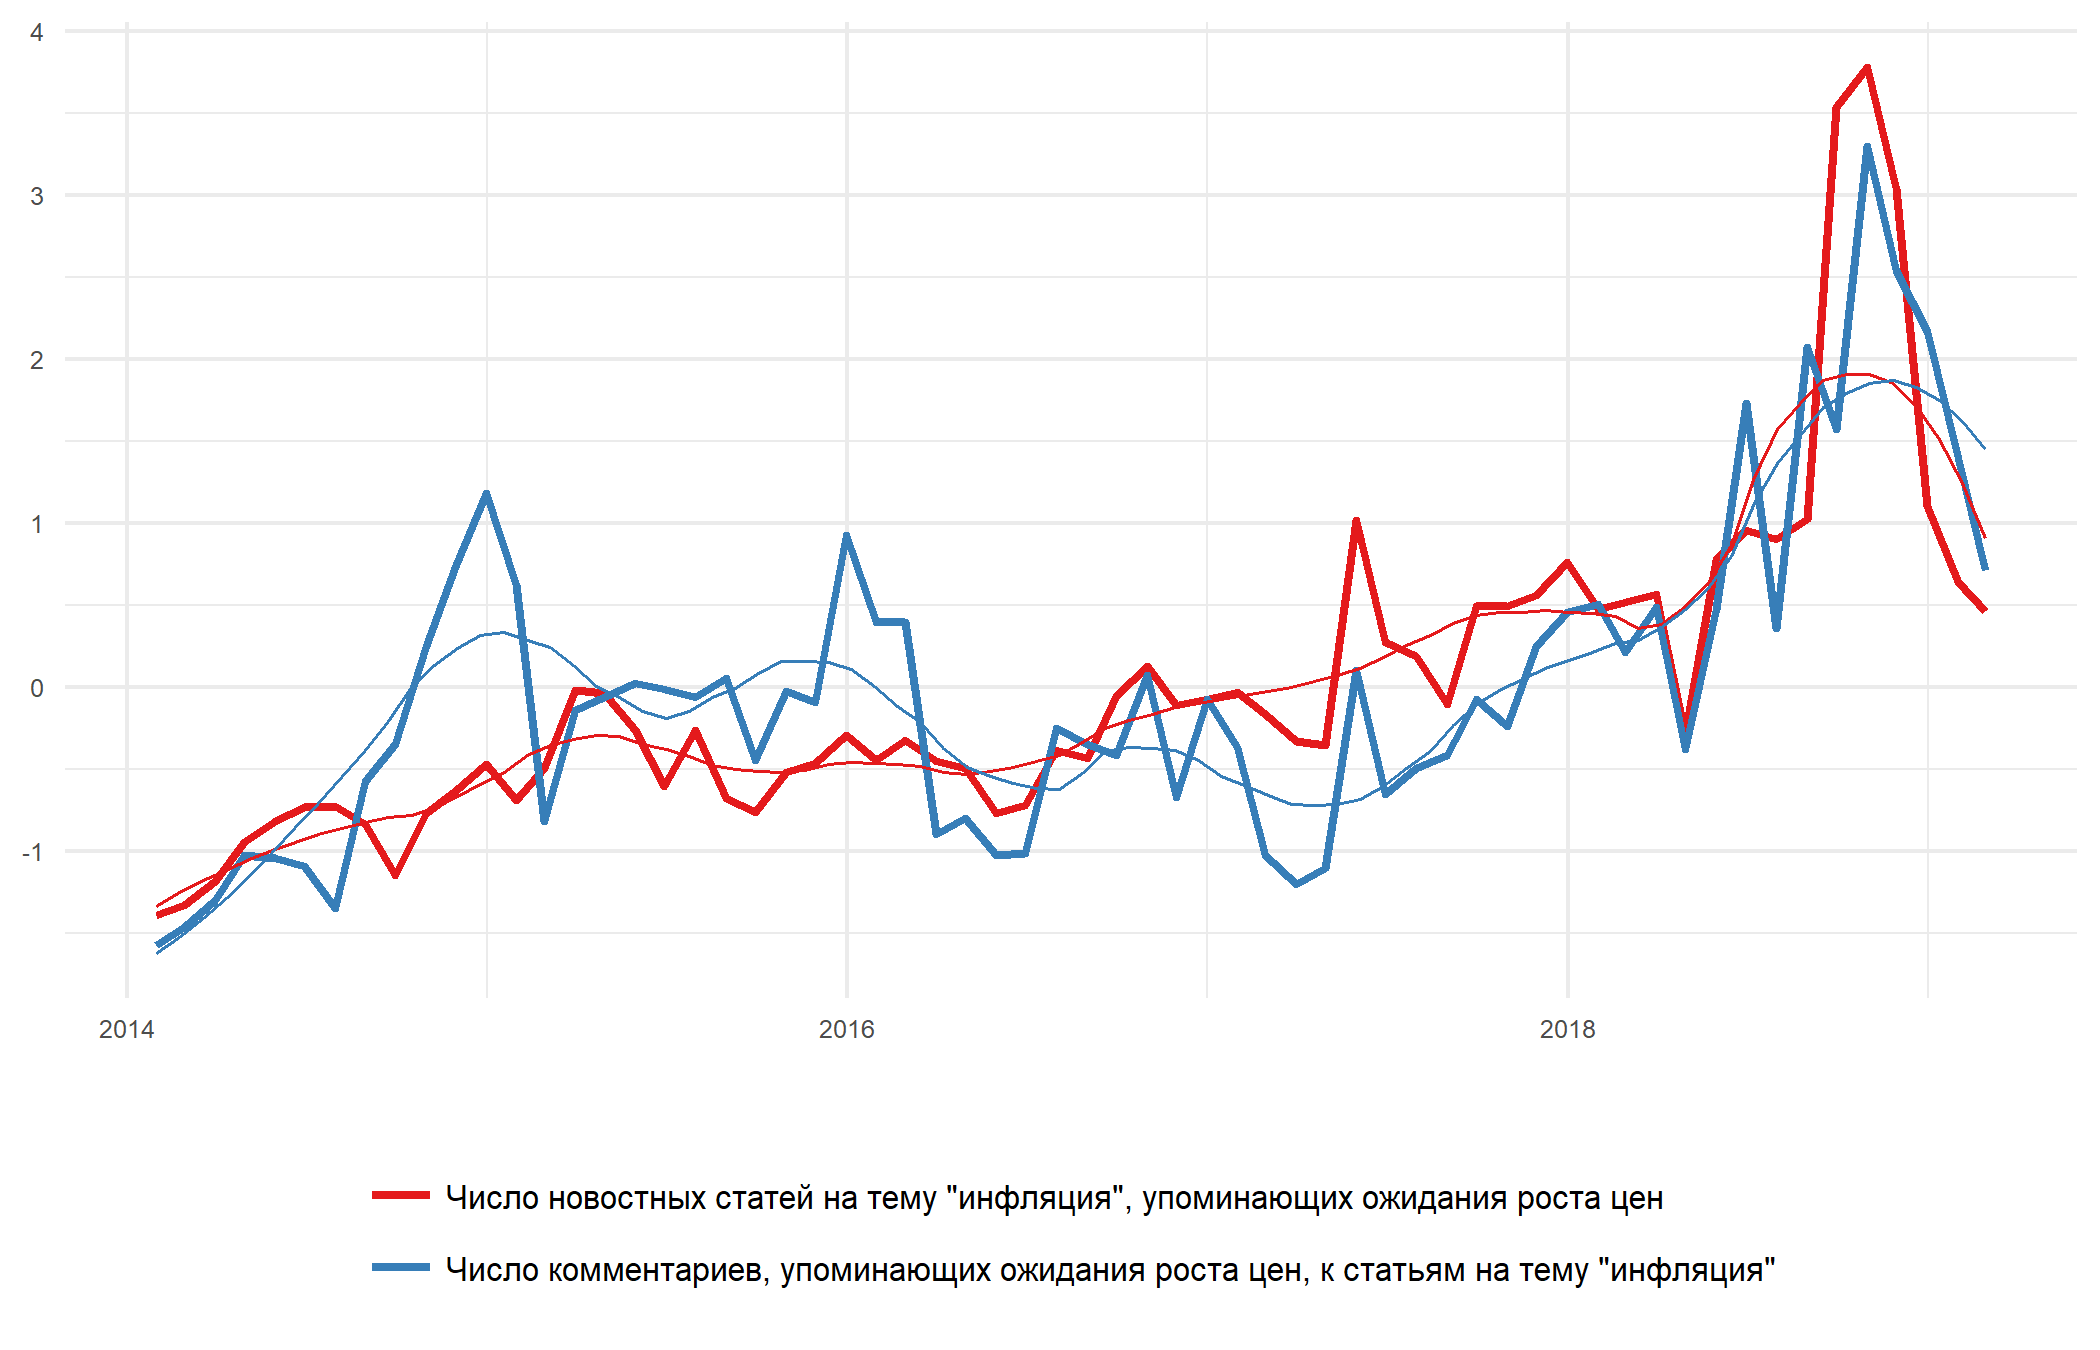 4
3
2
1
0
-1
2014 2016 2018
Число новостных статей на тему "инфляция", упоминающих ожидания роста цен
Число комментариев, упоминающих ожидания роста цен, к статьям на тему "инфляция"